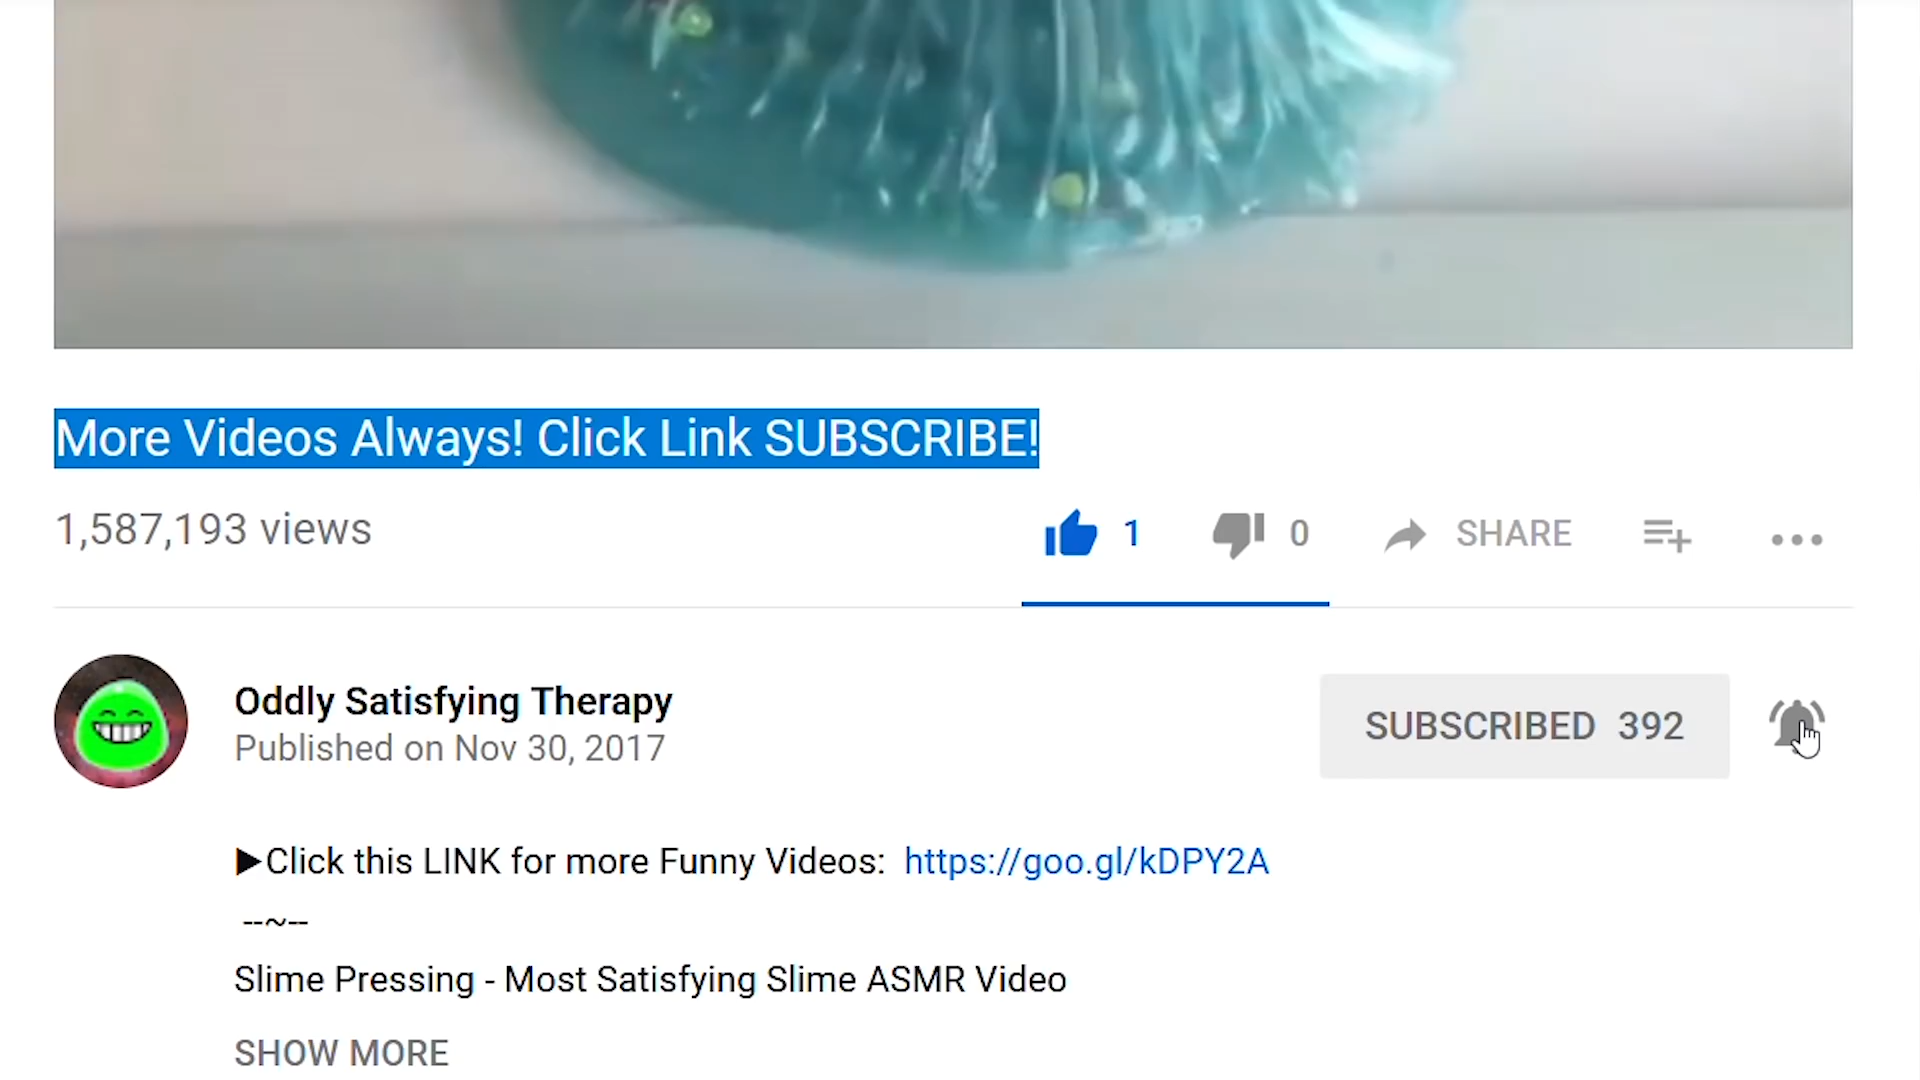 More Videos Always! Click Link SUBSCRIBE!
1,587,193 views
1
0
SHARE
Oddly Satisfying Therapy
Published on Nov 30, 2017
SUBSCRIBED 392
▶Click this LINK for more Funny Videos: https://goo.gl/kDPY2A
--~--
Slime Pressing - Most Satisfying Slime ASMR Video
SHOW MORE